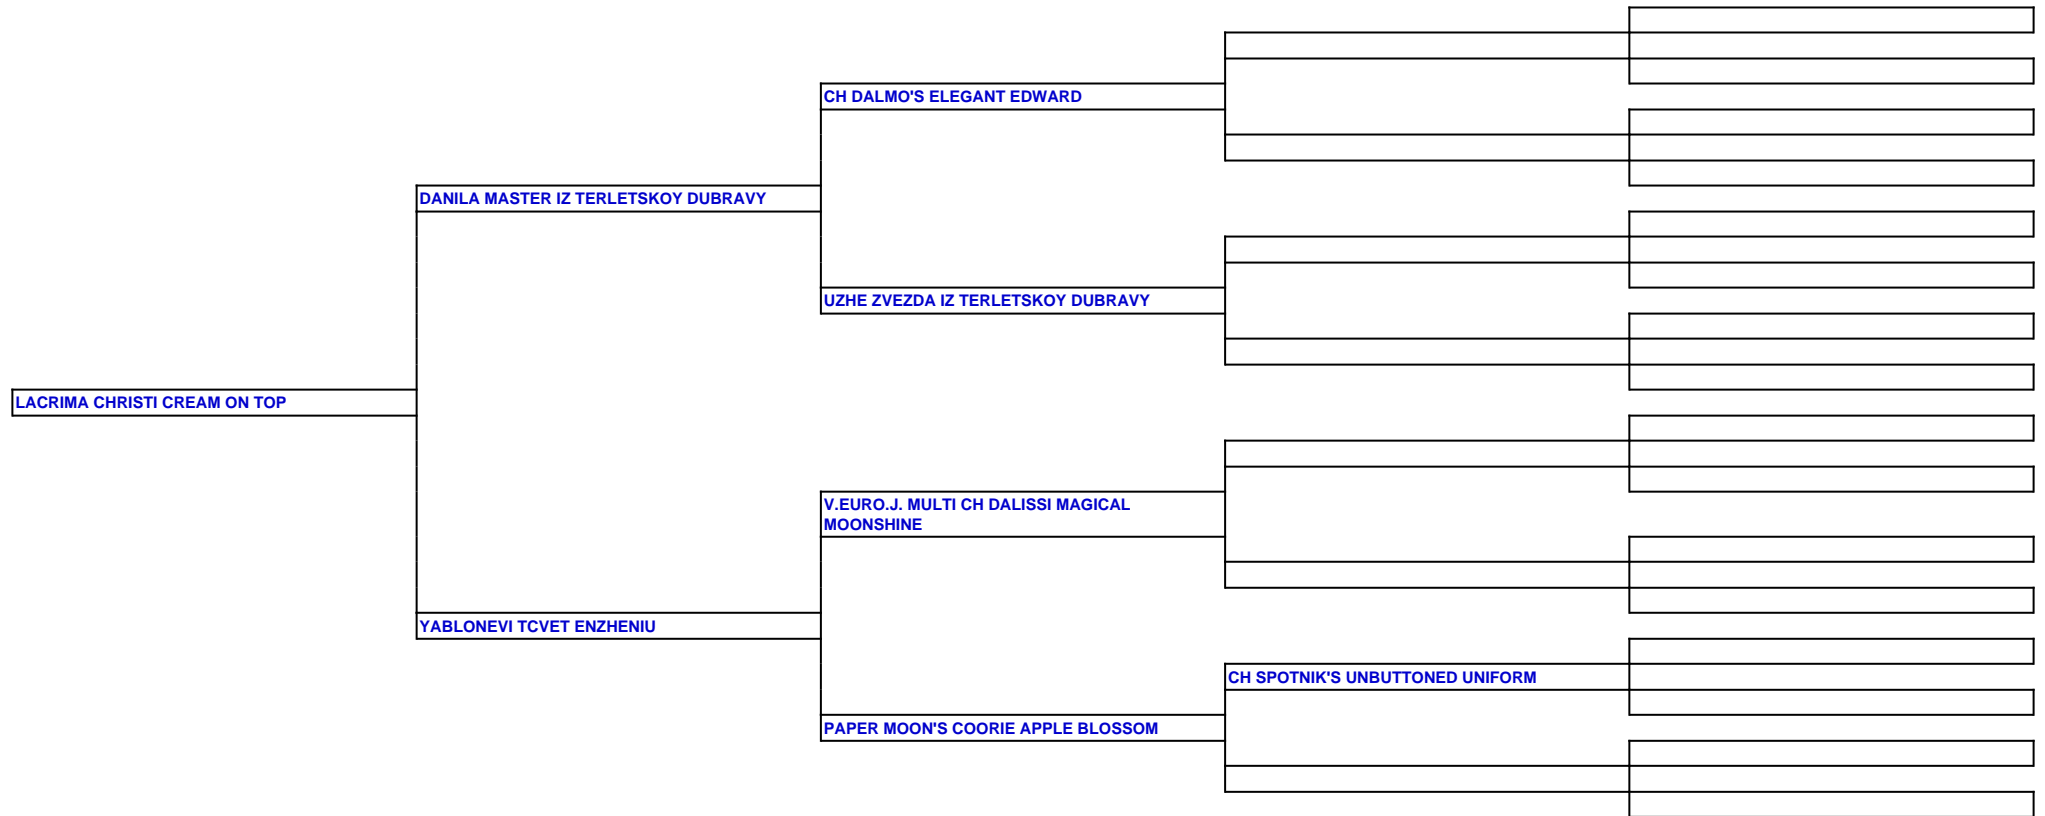 CH DALMO'S ELEGANT EDWARD
DANILA MASTER IZ TERLETSKOY DUBRAVY
UZHE ZVEZDA IZ TERLETSKOY DUBRAVY
LACRIMA CHRISTI CREAM ON TOP
V.EURO.J. MULTI CH DALISSI MAGICAL
MOONSHINE
YABLONEVI TCVET ENZHENIU
CH SPOTNIK'S UNBUTTONED UNIFORM
PAPER MOON'S COORIE APPLE BLOSSOM